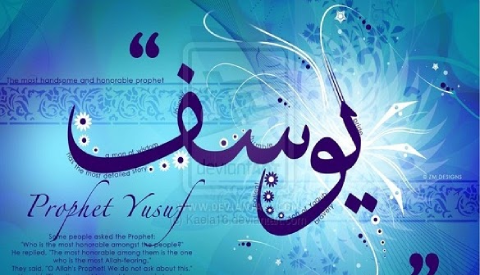 The most handsome and honorable prophet
يوسف
a man of wisdom
has the most detailed story
© ZM DESIGNS
deviantART
Prophet Yusuf
Some people asked the Prophet:
"Who is the most honorable amongst the people?"
He replied, "The most honorable among them is the one
who is the most Allah-fearing."
They said, "O Allah's Prophet! We do not ask about this."